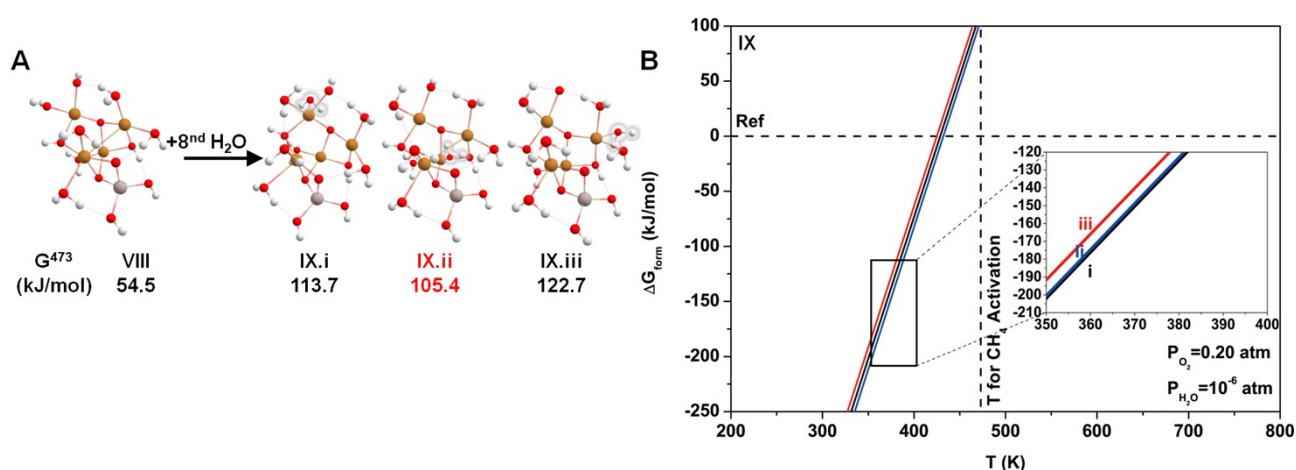 A
+8ⁿᵈ H₂O
G⁴⁷³ VIII IX.i IX.ii IX.iii
(kJ/mol) 54.5 113.7 105.4 122.7
B
IX
Ref
ΔG_form (kJ/mol)
100
50
0
-50
-100
-150
-200
-250
200 300 400 500 600 700 800
T (K)
T for CH₄ Activation
-120
-130
-140
-150
-160
-170
-180
-190
-200
-210
350 360 370 380 390 400
iii
ii
i
P_O₂=0.20 atm
P_H₂O=10⁻⁶ atm